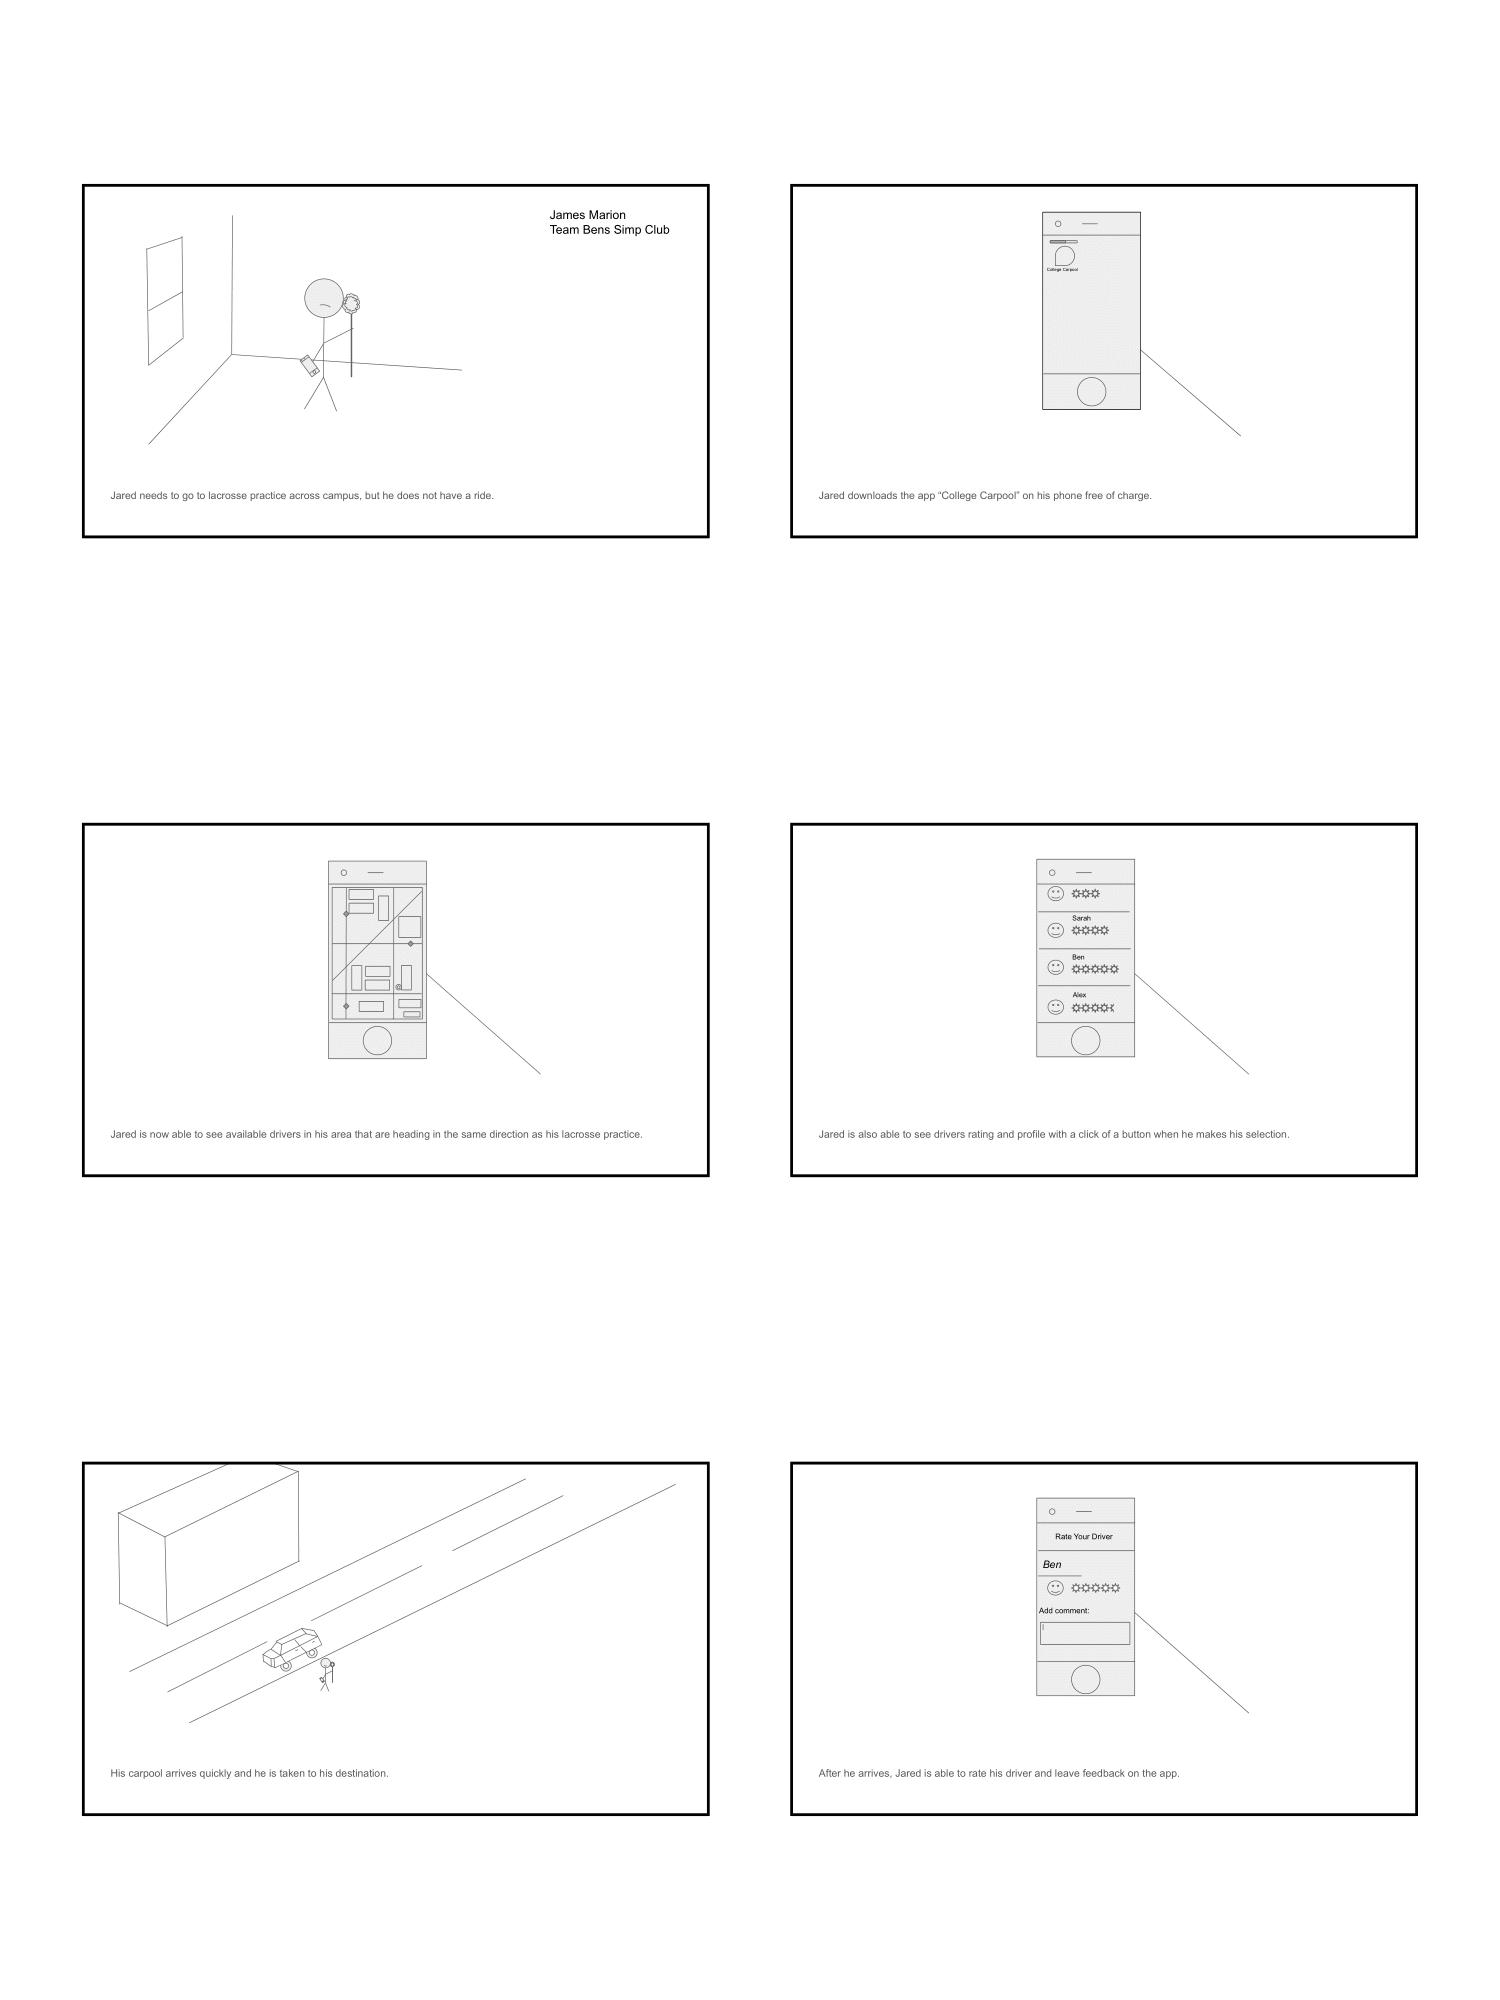 James Marion
Team Bens Simp Club
Jared needs to go to lacrosse practice across campus, but he does not have a ride.
College Carpool
Jared downloads the app “College Carpool” on his phone free of charge.
Jared is now able to see available drivers in his area that are heading in the same direction as his lacrosse practice.
Sarah
Ben
Alex
Jared is also able to see drivers rating and profile with a click of a button when he makes his selection.
His carpool arrives quickly and he is taken to his destination.
Rate Your Driver
Ben
Add comment:
After he arrives, Jared is able to rate his driver and leave feedback on the app.